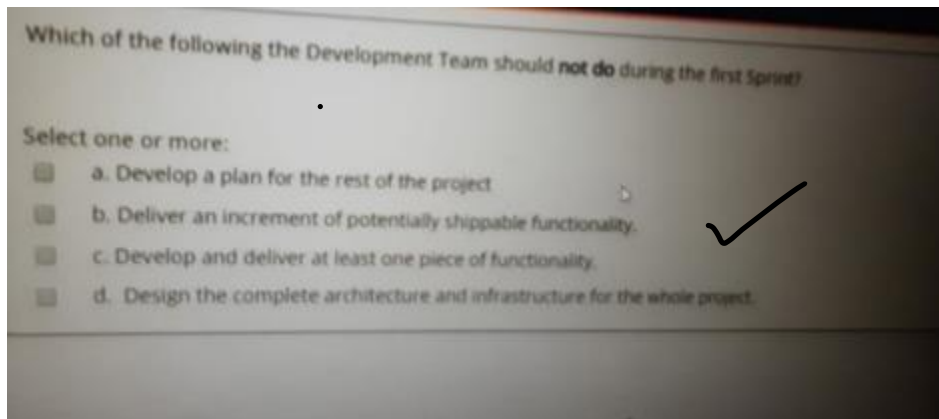 Which of the following the Development Team should not do during the first Sprint?
Select one or more:
a. Develop a plan for the rest of the project
b. Deliver an increment of potentially shippable functionality.
c. Develop and deliver at least one piece of functionality.
d. Design the complete architecture and infrastructure for the whole project.